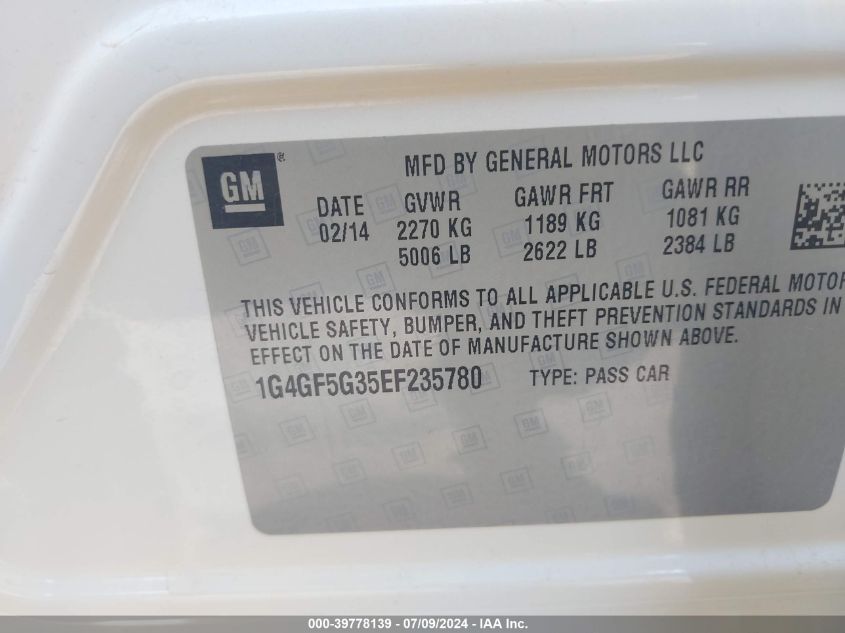 GM ®
MFD BY GENERAL MOTORS LLC
DATE GVWR GAWR FRT GAWR RR
02/14 2270 KG 1189 KG 1081 KG
5006 LB 2622 LB 2384 LB
THIS VEHICLE CONFORMS TO ALL APPLICABLE U.S. FEDERAL MOTOR
VEHICLE SAFETY, BUMPER, AND THEFT PREVENTION STANDARDS IN
EFFECT ON THE DATE OF MANUFACTURE SHOWN ABOVE.
1G4GF5G35EF235780 TYPE: PASS CAR
000-39778139 - 07/09/2024 - IAA Inc.